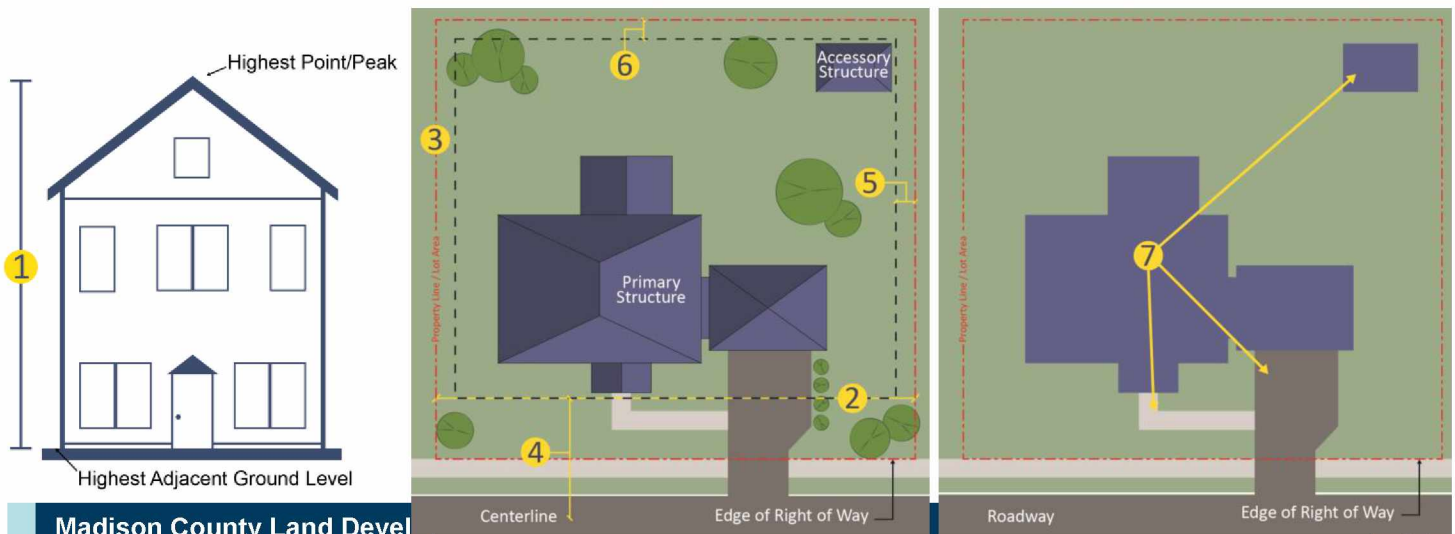 Highest Point/Peak
1
Highest Adjacent Ground Level
Madison County Land Devel
6
Accessory
Structure
3
5
Property Line / Lot Area
Primary
Structure
2
4
Centerline
Edge of Right of Way
7
Property Line / Lot Area
Roadway
Edge of Right of Way